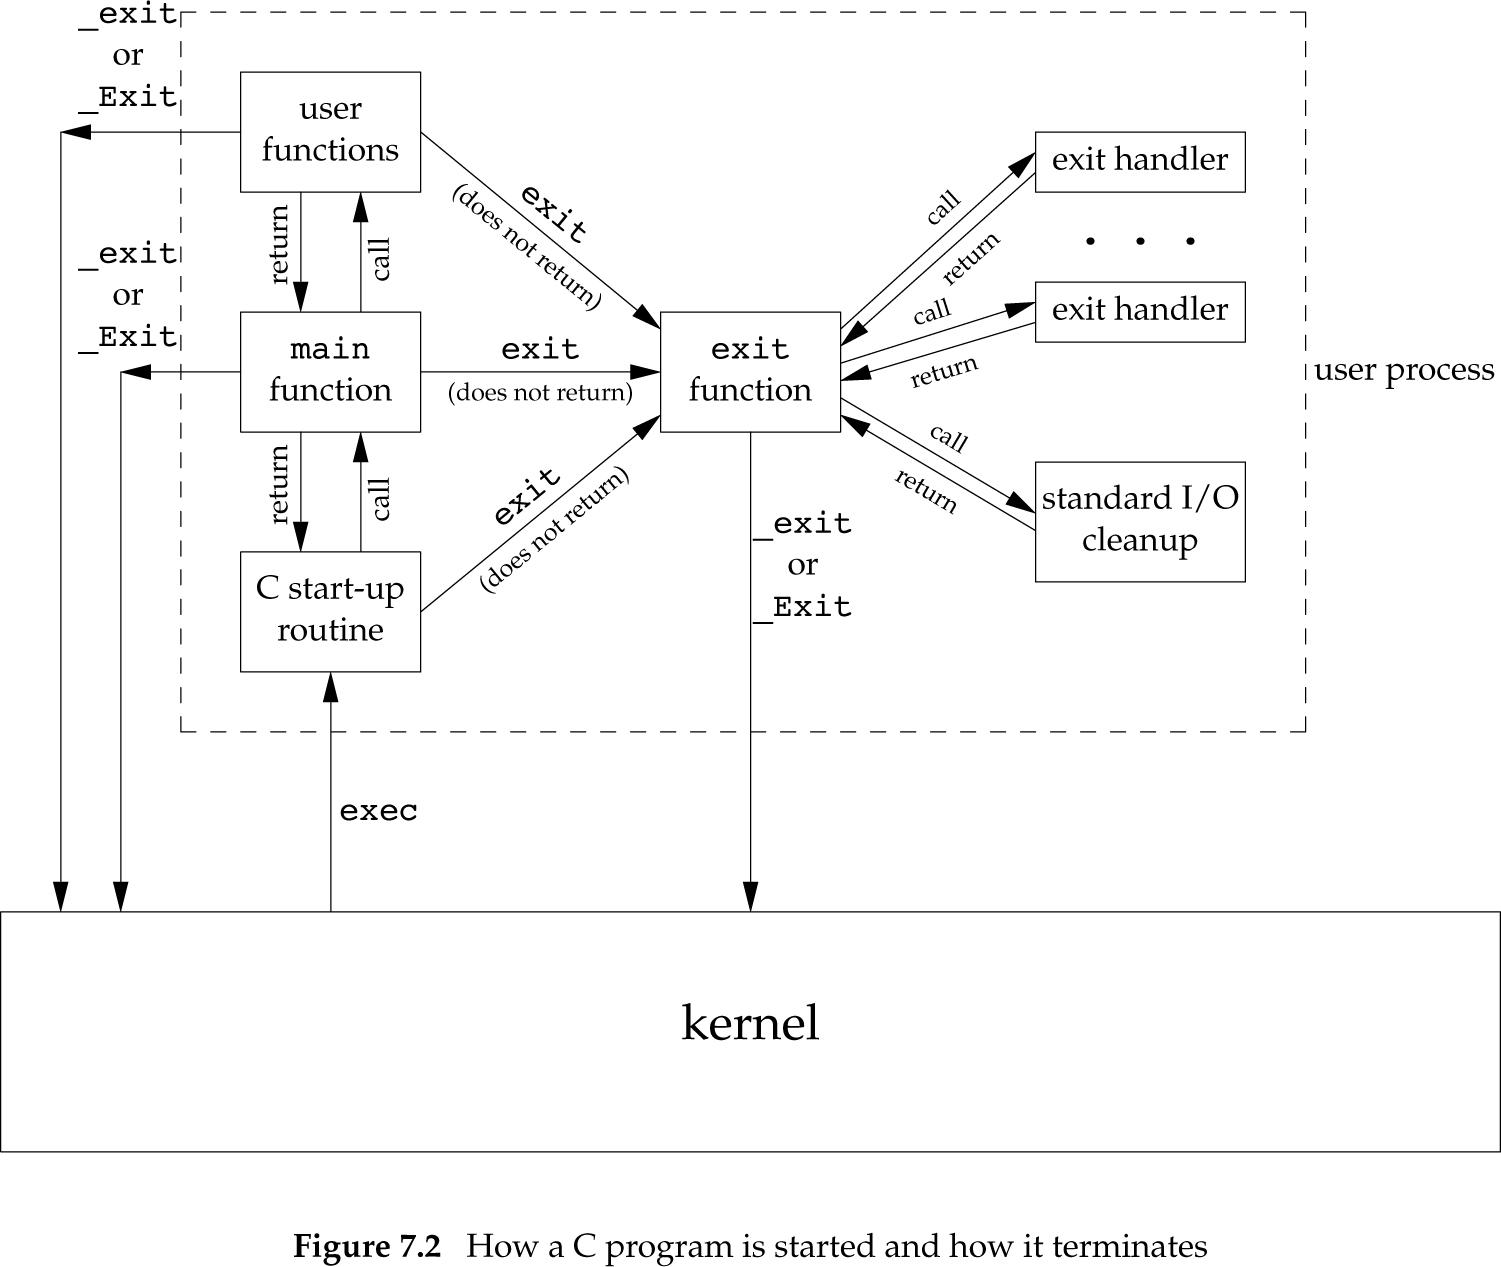 _exit
or
_Exit
user
functions
exit
(does not return)
call
return
exit handler
. . .
return
call
_exit
or
_Exit
call
return
exit handler
main
function
exit
(does not return)
exit
function
user process
return
call
exit
(does not return)
call
return
standard I/O
cleanup
_exit
or
_Exit
C start-up
routine
exec
kernel
Figure 7.2 How a C program is started and how it terminates